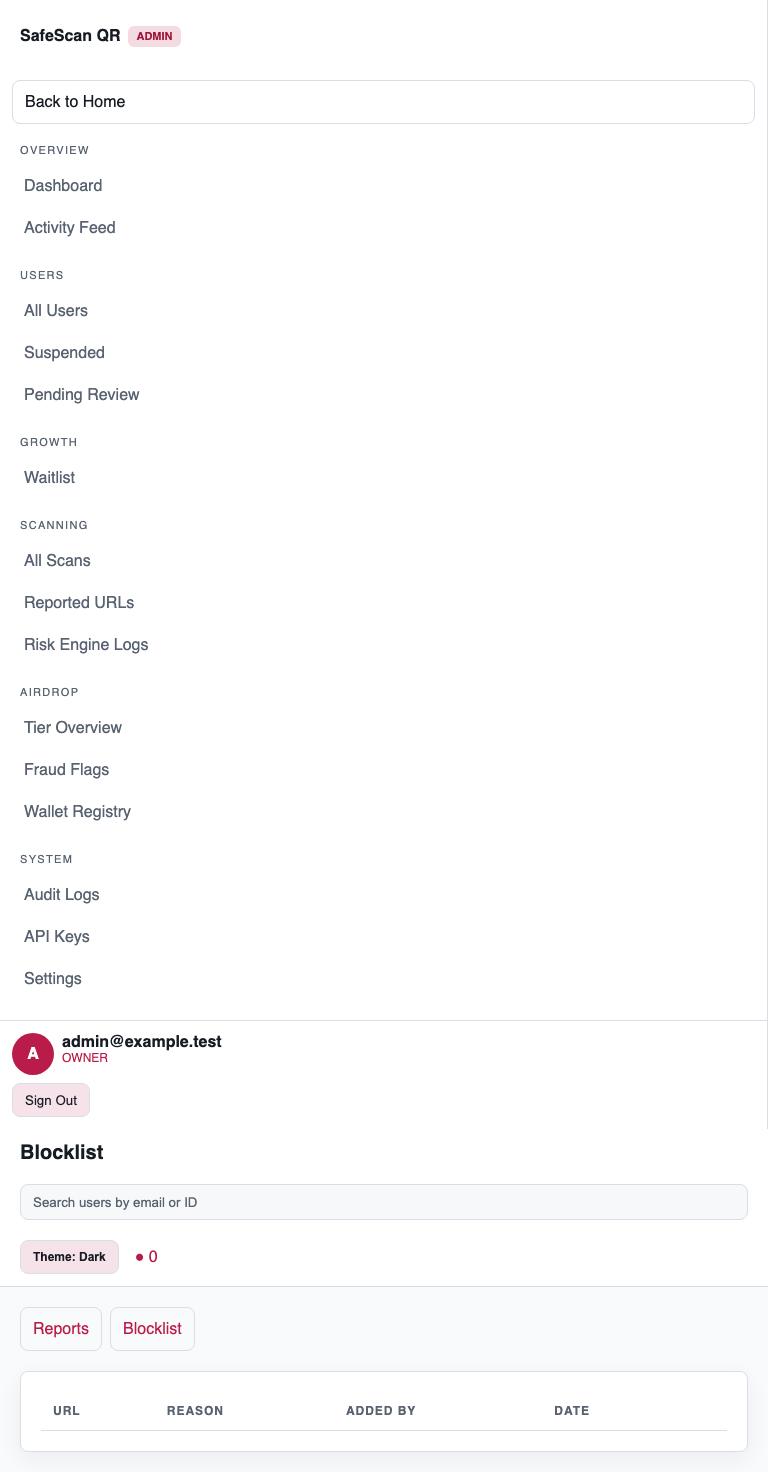 SafeScan QR ADMIN
Back to Home
OVERVIEW
Dashboard
Activity Feed
USERS
All Users
Suspended
Pending Review
GROWTH
Waitlist
SCANNING
All Scans
Reported URLs
Risk Engine Logs
AIRDROP
Tier Overview
Fraud Flags
Wallet Registry
SYSTEM
Audit Logs
API Keys
Settings
A admin@example.test
OWNER
Sign Out
Blocklist
Search users by email or ID
Theme: Dark ● 0
Reports Blocklist
URL REASON ADDED BY DATE